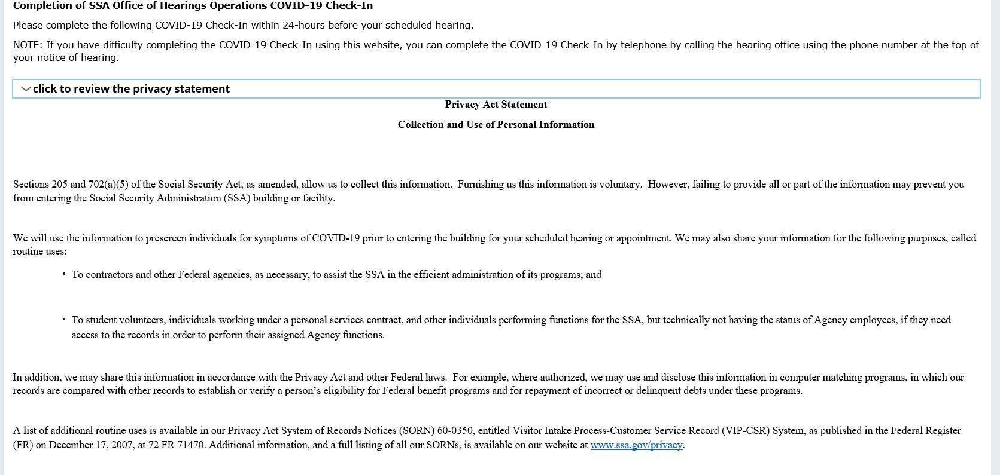 Completion of SSA Office of Hearings Operations COVID-19 Check-In
Please complete the following COVID-19 Check-In within 24-hours before your scheduled hearing.
NOTE: If you have difficulty completing the COVID-19 Check-In using this website, you can complete the COVID-19 Check-In by telephone by calling the hearing office using the phone number at the top of
your notice of hearing.
click to review the privacy statement
Privacy Act Statement
Collection and Use of Personal Information
Sections 205 and 702(a)(5) of the Social Security Act, as amended, allow us to collect this information.  Furnishing us this information is voluntary.  However, failing to provide all or part of the information may prevent you
from entering the Social Security Administration (SSA) building or facility.
We will use the information to prescreen individuals for symptoms of COVID-19 prior to entering the building for your scheduled hearing or appointment. We may also share your information for the following purposes, called
routine uses:
• To contractors and other Federal agencies, as necessary, to assist the SSA in the efficient administration of its programs; and
• To student volunteers, individuals working under a personal services contract, and other individuals performing functions for the SSA, but technically not having the status of Agency employees, if they need
access to the records in order to perform their assigned Agency functions.
In addition, we may share this information in accordance with the Privacy Act and other Federal laws.  For example, where authorized, we may use and disclose this information in computer matching programs, in which our
records are compared with other records to establish or verify a person’s eligibility for Federal benefit programs and for repayment of incorrect or delinquent debts under these programs.
A list of additional routine uses is available in our Privacy Act System of Records Notices (SORN) 60-0350, entitled Visitor Intake Process-Customer Service Record (VIP-CSR) System, as published in the Federal Register
(FR) on December 17, 2007, at 72 FR 71470. Additional information, and a full listing of all our SORNs, is available on our website at www.ssa.gov/privacy.